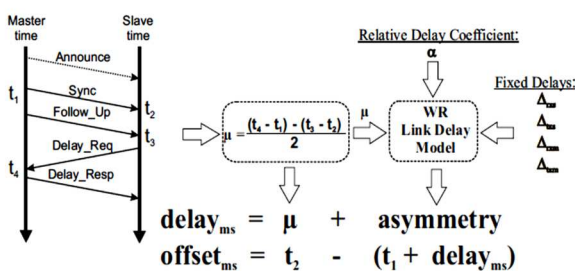 Master
time
Slave
time
Announce
t1
Sync
t2
Follow_Up
t3
Delay_Req
t4
Delay_Resp
μ = (t4 - t1) - (t3 - t2)
2
μ
Relative Delay Coefficient:
α
WR
Link Delay
Model
Fixed Delays:
Δ
Δ
Δ
Δ
delayms = μ + asymmetry
offsetms = t2 - (t1 + delayms)